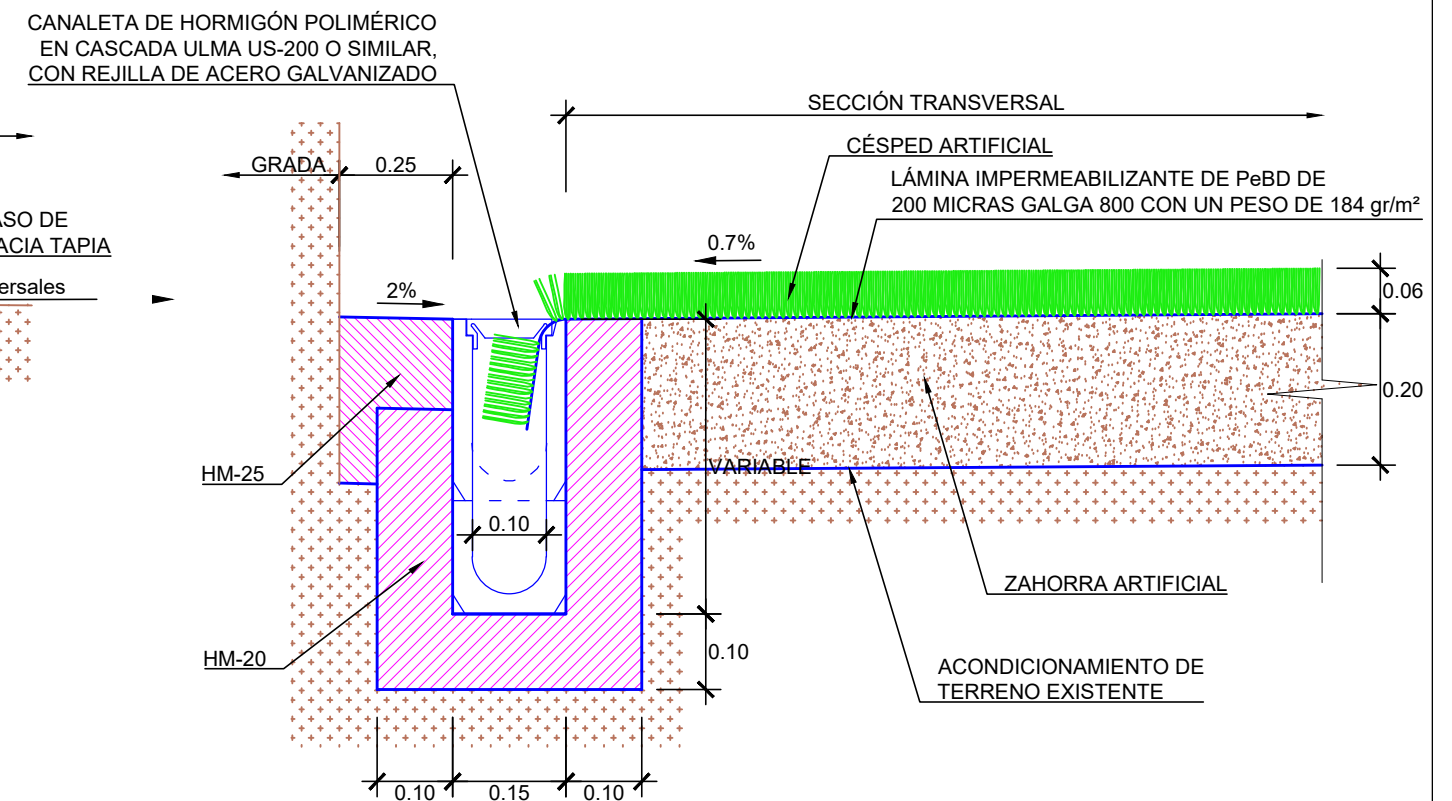 CANALETA DE HORMIGÓN POLIMÉRICO
EN CASCADA ULMA US-200 O SIMILAR,
CON REJILLA DE ACERO GALVANIZADO
SECCIÓN TRANSVERSAL
CÉSPED ARTIFICIAL
GRADA
0.25
LÁMINA IMPERMEABILIZANTE DE PeBD DE
200 MICRAS GALGA 800 CON UN PESO DE 184 gr/m²
ASO DE
ACIA TAPIA
ersales
0.7%
2%
0.06
0.20
HM-25
VARIABLE
0.10
ZAHORRA ARTIFICIAL
HM-20
0.10
ACONDICIONAMIENTO DE
TERRENO EXISTENTE
0.10
0.15
0.10